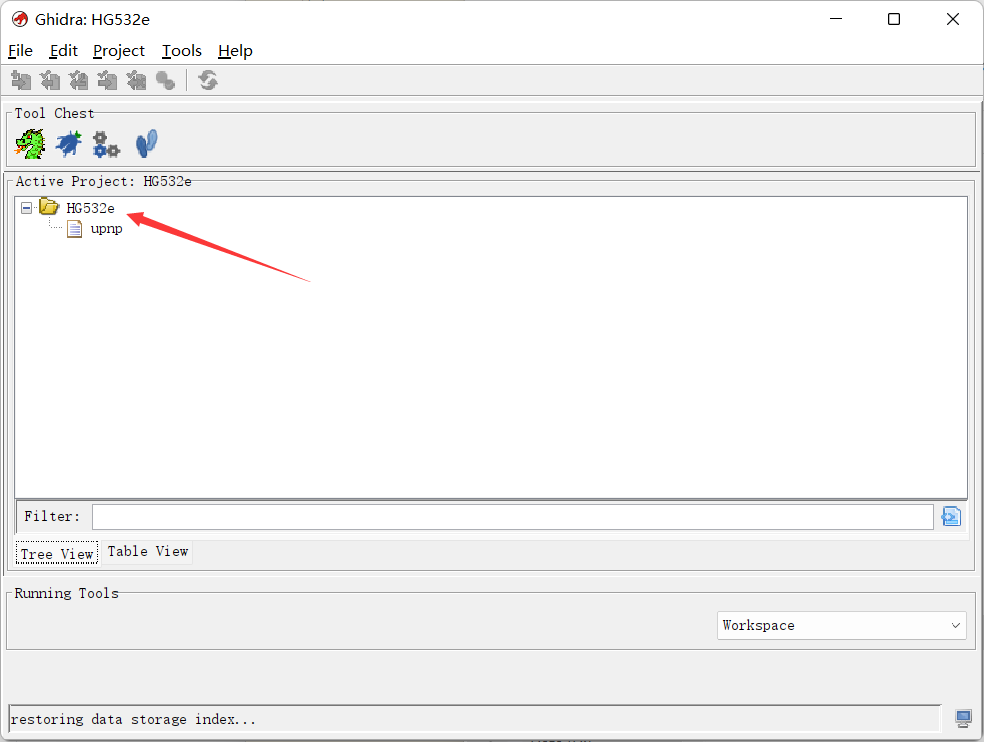 Ghidra: HG532e
File Edit Project Tools Help
Tool Chest
Active Project: HG532e
HG532e
upnp
Filter:
Tree View Table View
Running Tools
Workspace
restoring data storage index...